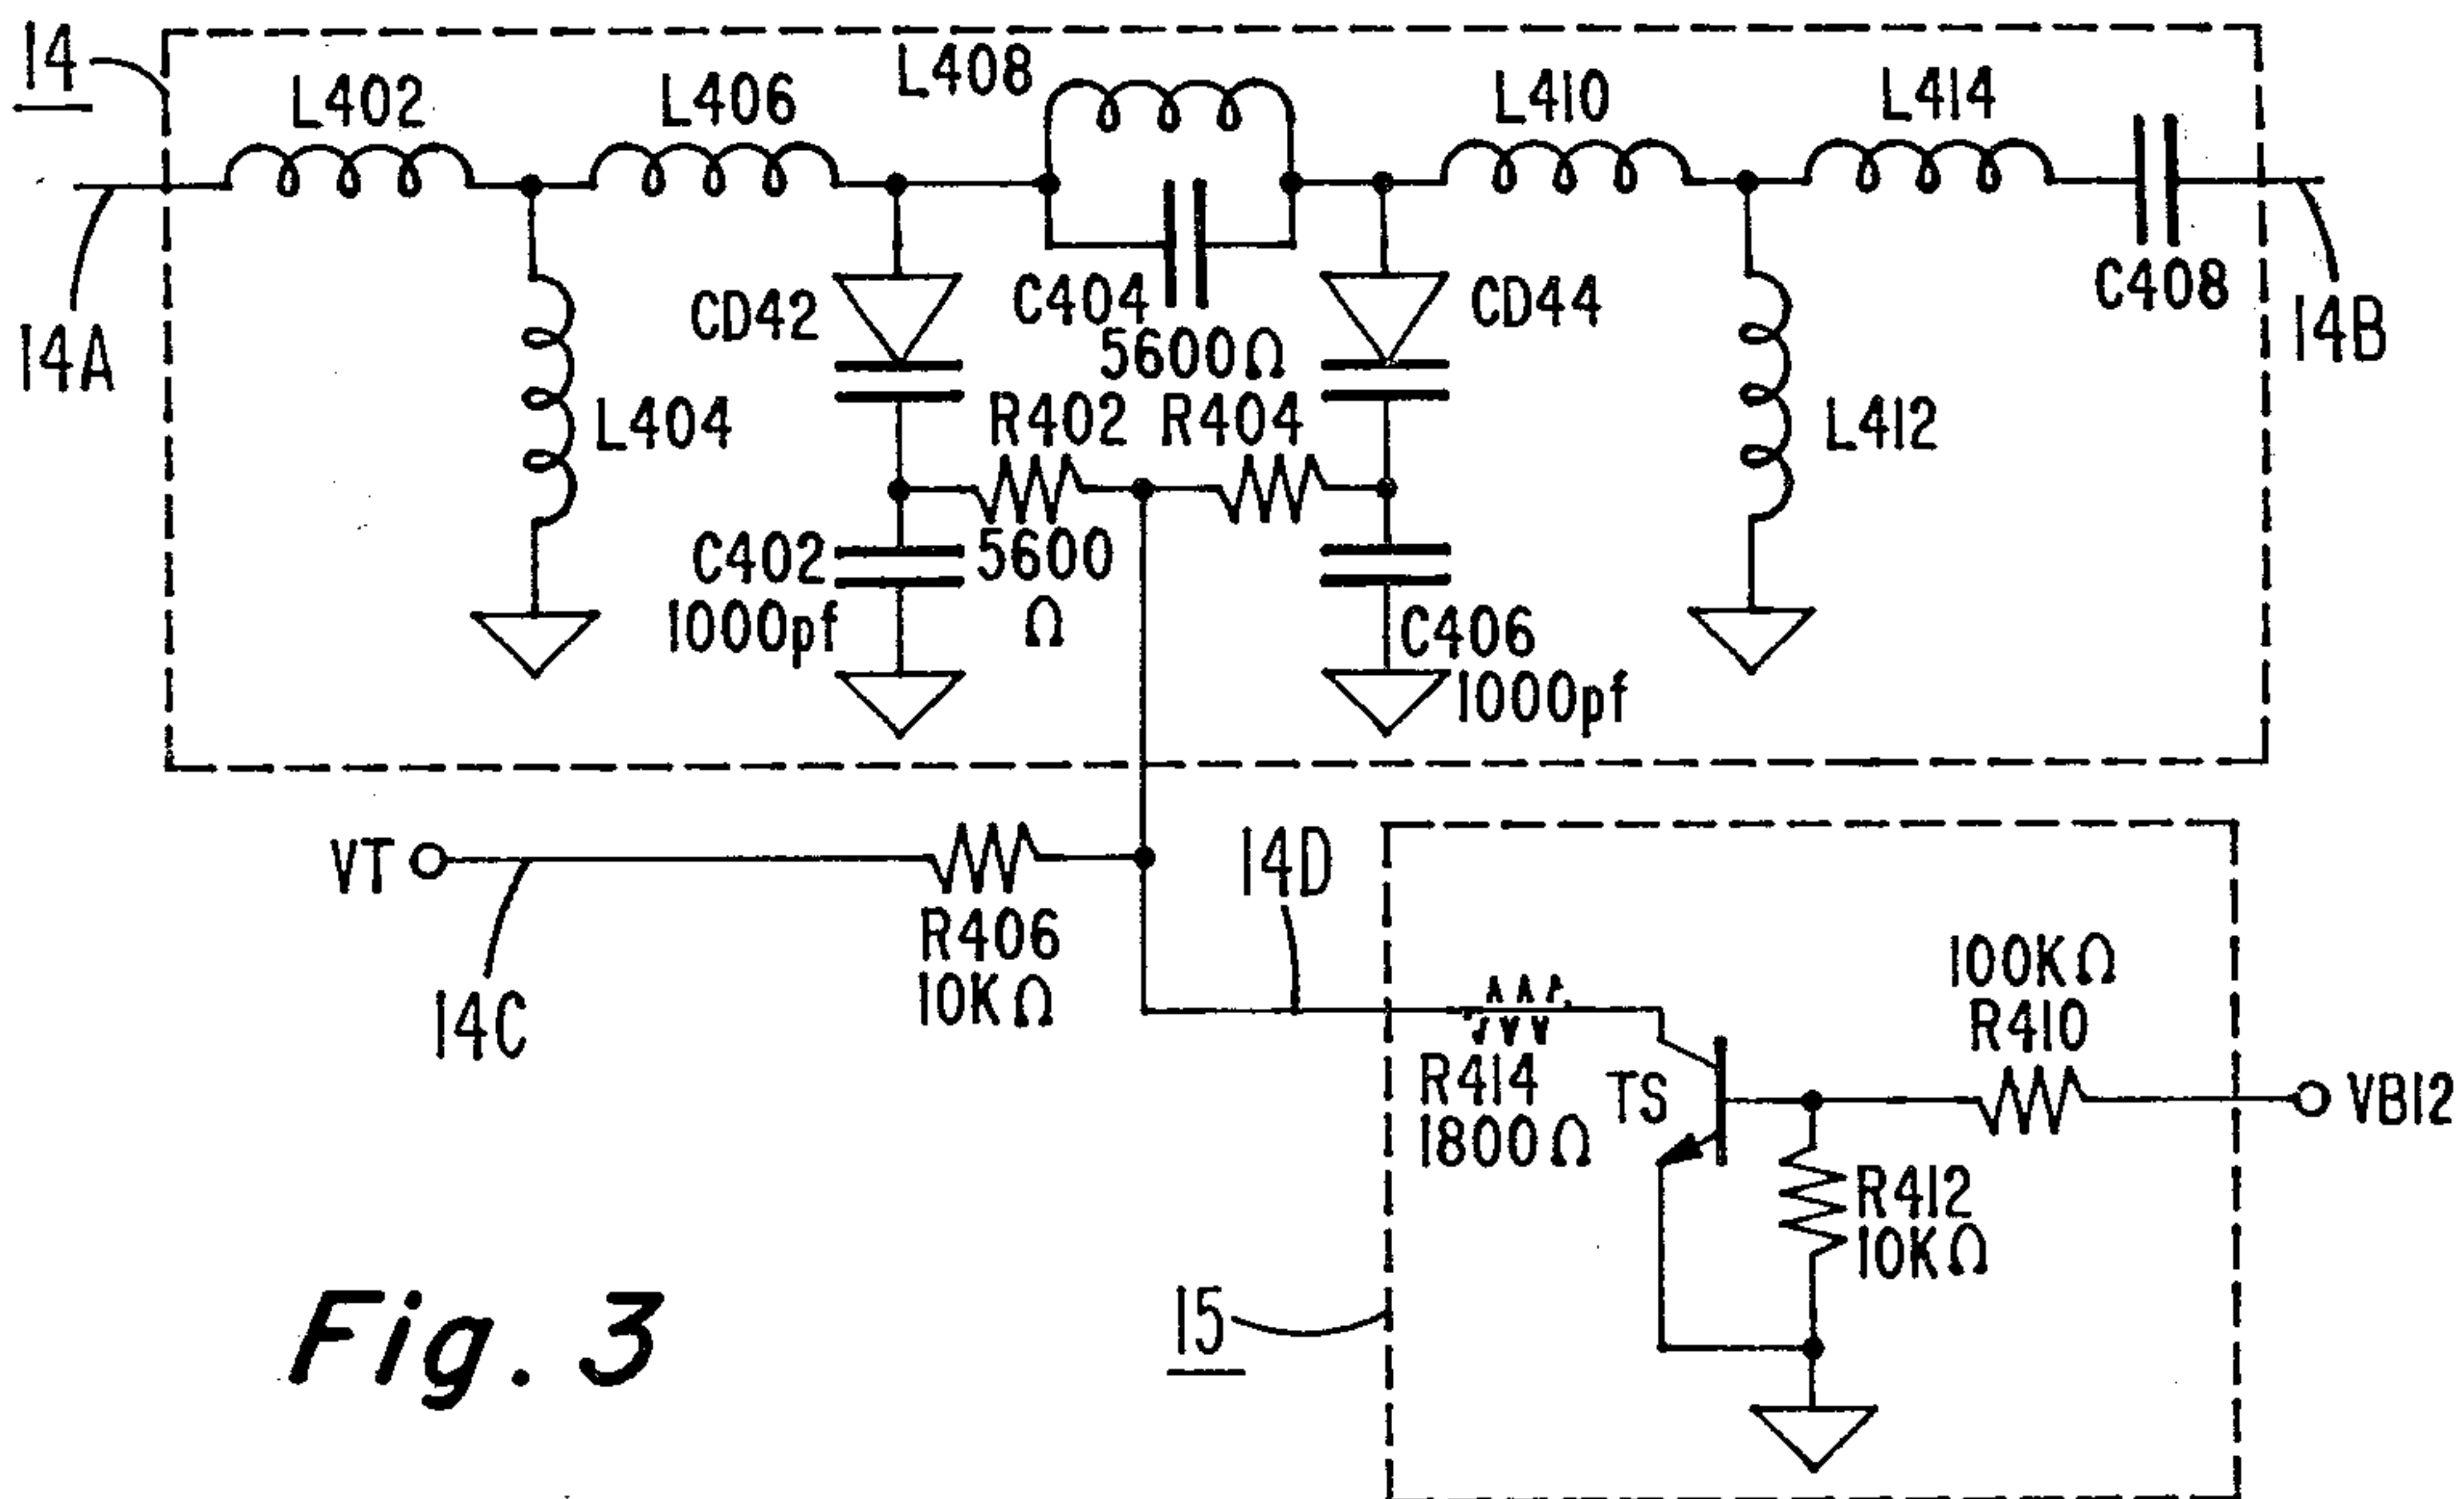 14
L402
L406
L408
L410
L414
14A
CD42
C404
5600Ω
CD44
C408
14B
L404
R402
R404
L412
C402
1000pf
5600
Ω
C406
1000pf
VT
14C
R406
10KΩ
14D
R414
1800Ω
TS
100KΩ
R410
VB12
R412
10KΩ
15
Fig. 3